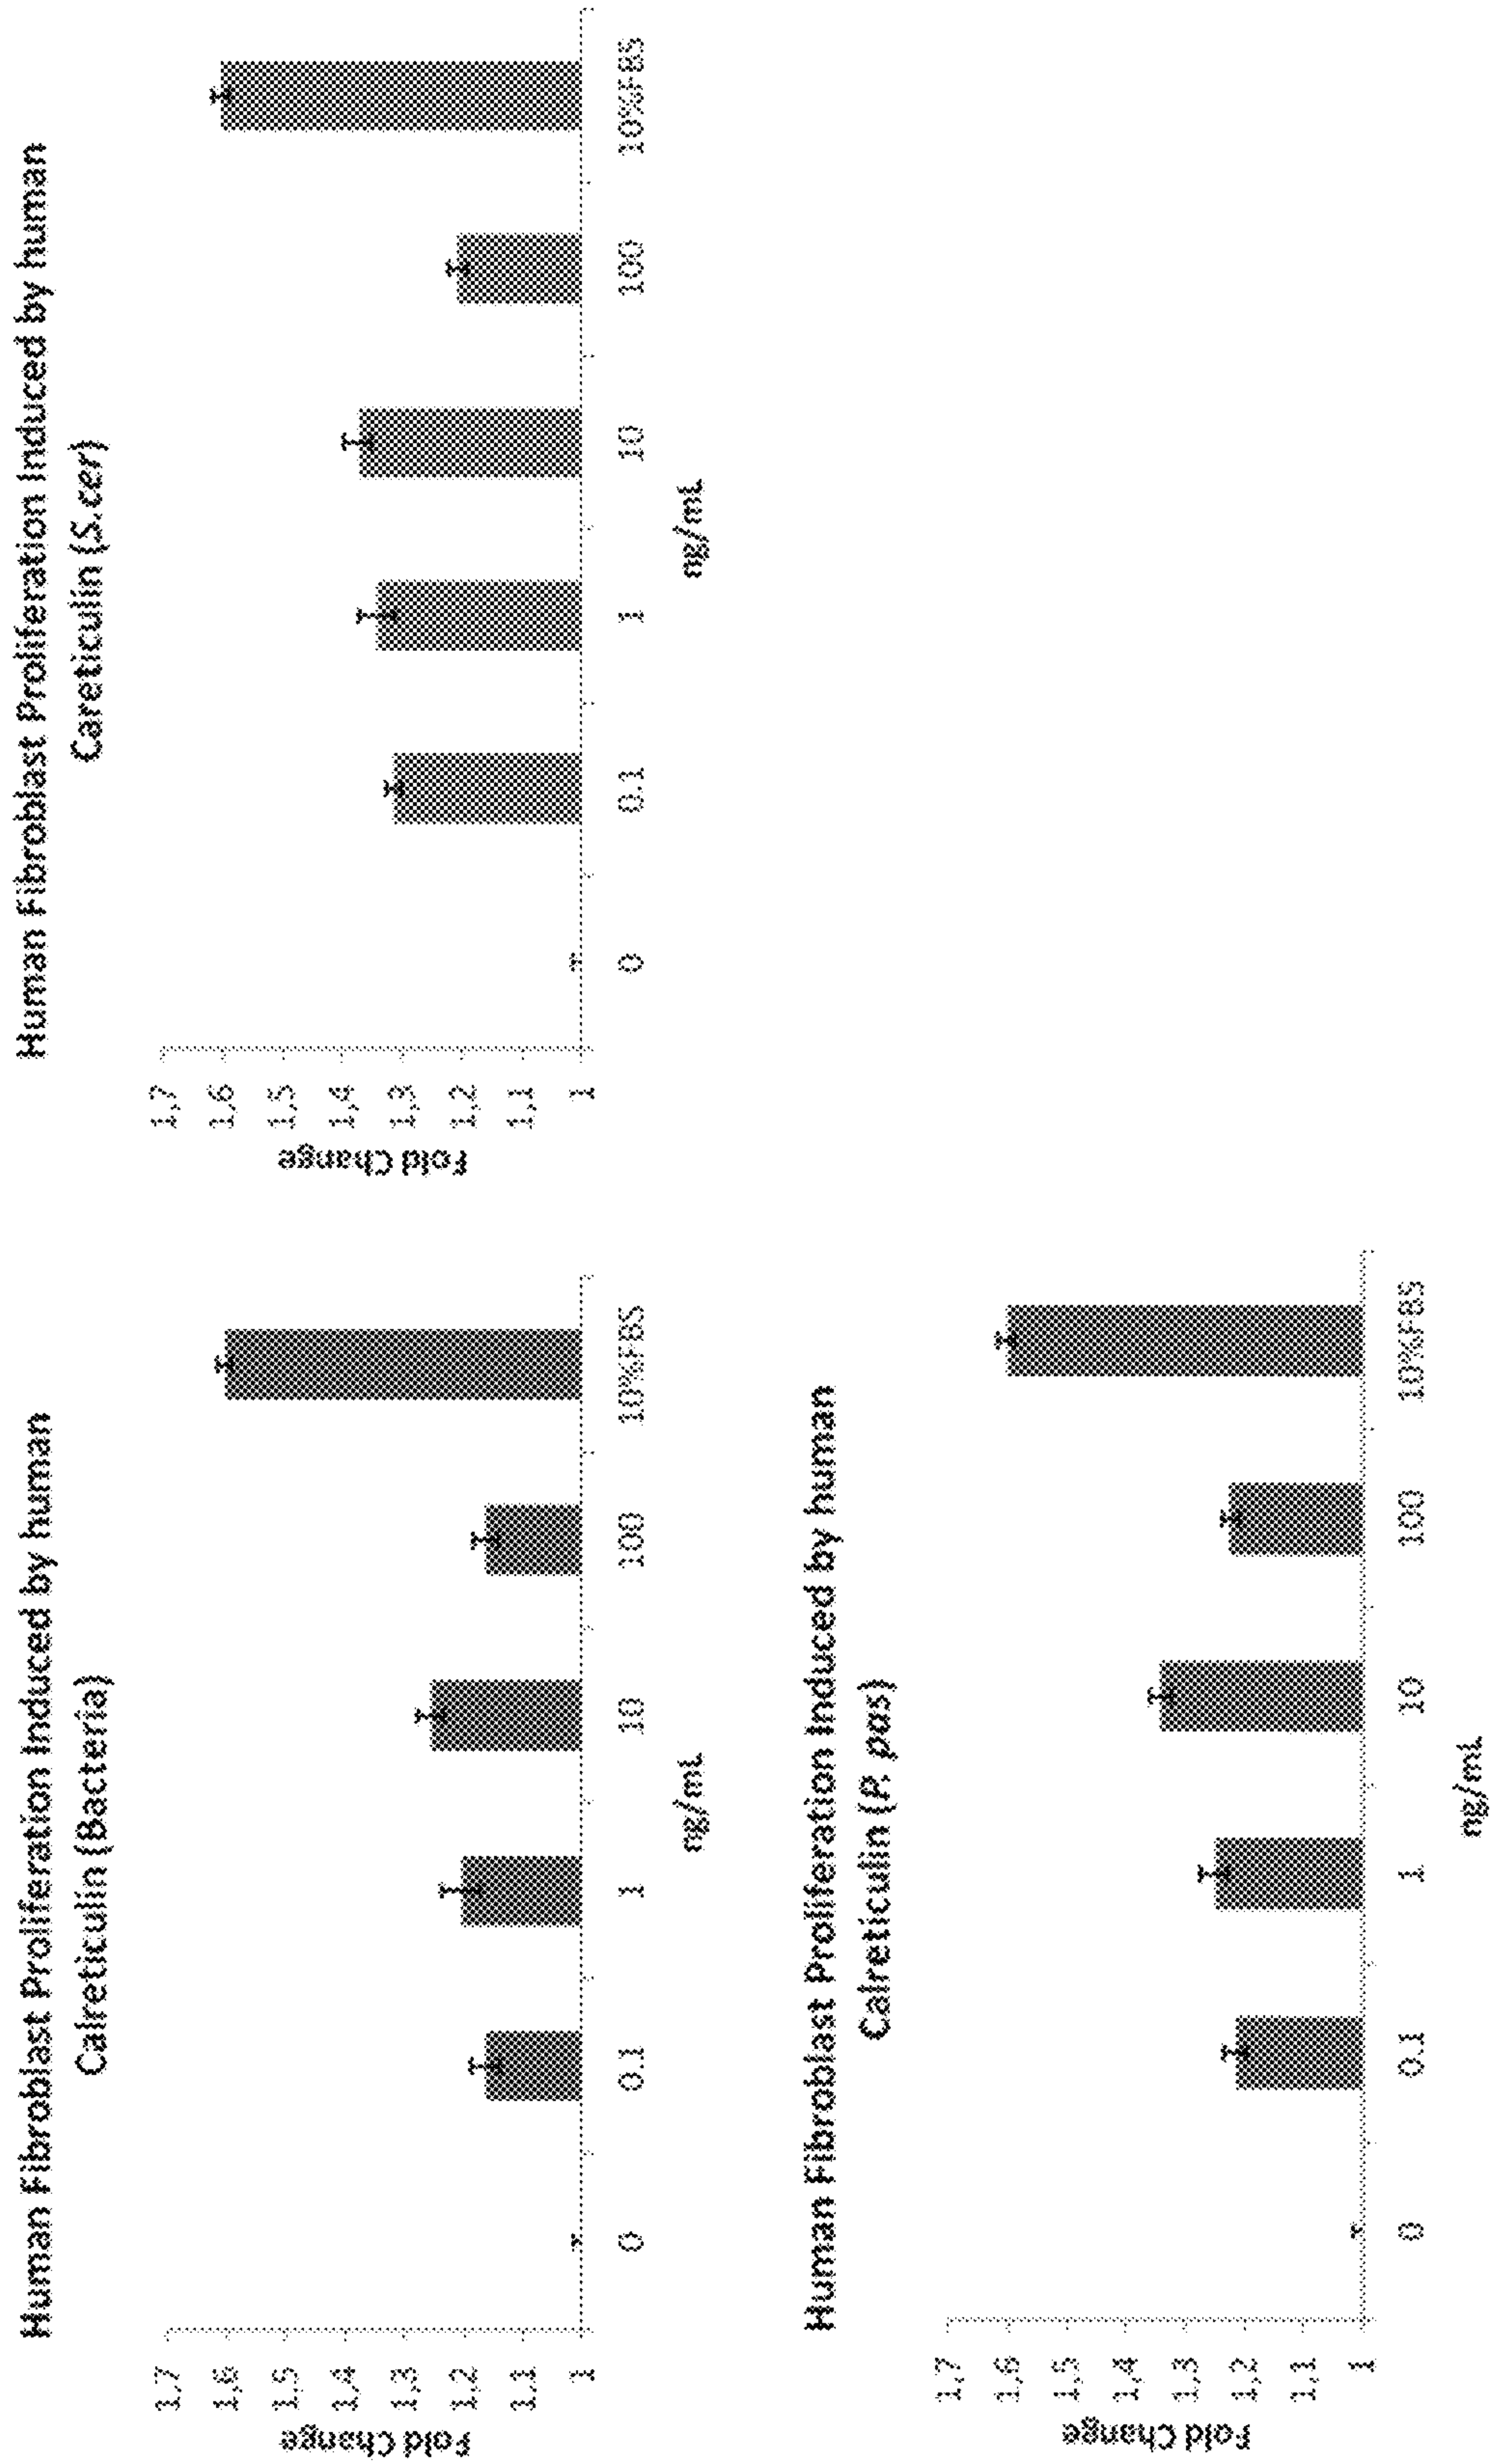 Human Fibroblast Proliferation Induced by human
Calreticulin (Bacteria)
Fold Change
1,7
1,6
1,5
1,4
1,3
1,2
1,1
1
0 0.1 1 10 100 10%FBS
ng/mL
Human Fibroblast Proliferation Induced by human
Careticulin (S.cer)
Fold Change
1,7
1,6
1,5
1,4
1,3
1,2
1,1
1
0 0.1 1 10 100 10%FBS
ng/mL
Human Fibroblast Proliferation Induced by human
Calreticulin (P. pas)
Fold Change
1,7
1,6
1,5
1,4
1,3
1,2
1,1
1
0 0.1 1 10 100 10%FBS
ng/mL